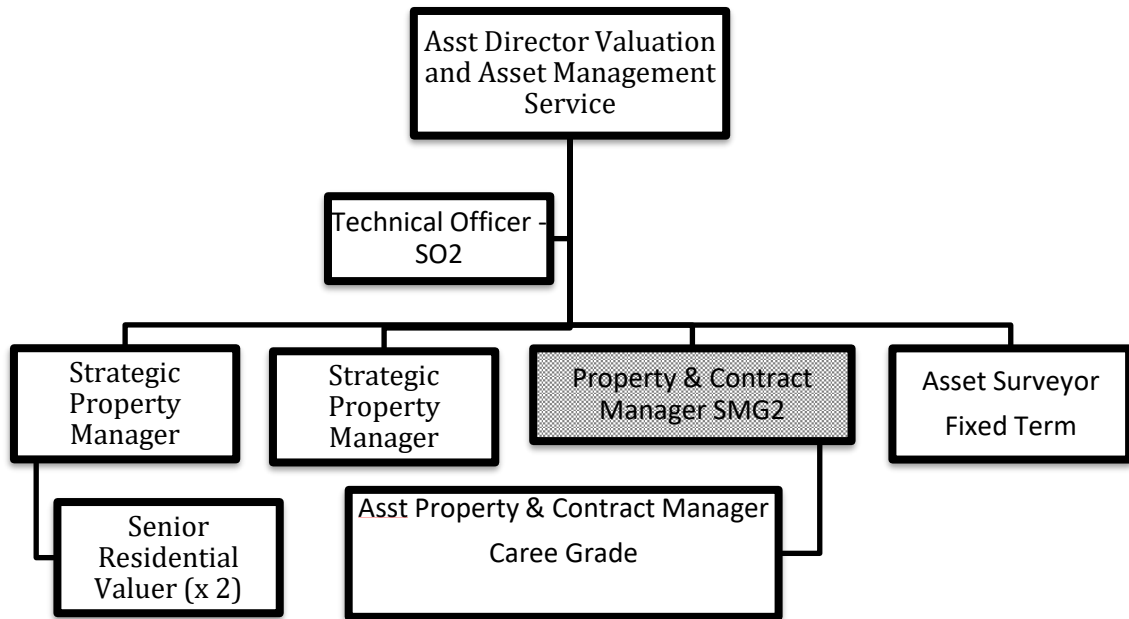 Asst Director Valuation
and Asset Management
Service
Technical Officer -
SO2
Strategic
Property
Manager
Strategic
Property
Manager
Property & Contract
Manager SMG2
Asset Surveyor
Fixed Term
Senior
Residential
Valuer (x 2)
Asst Property & Contract Manager
Caree Grade